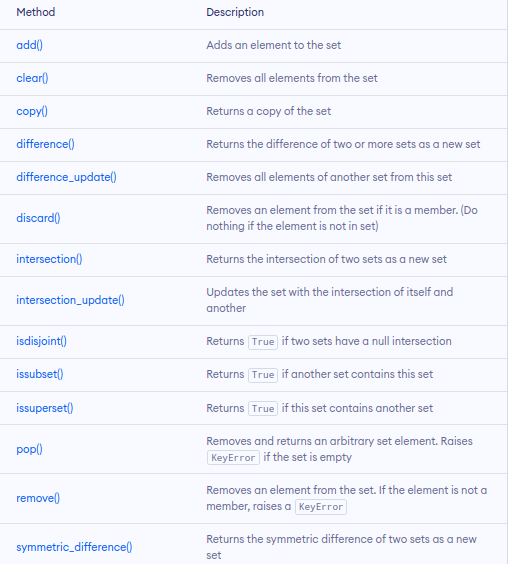 Method Description
add() Adds an element to the set
clear() Removes all elements from the set
copy() Returns a copy of the set
difference() Returns the difference of two or more sets as a new set
difference_update() Removes all elements of another set from this set
discard() Removes an element from the set if it is a member. (Do
nothing if the element is not in set)
intersection() Returns the intersection of two sets as a new set
intersection_update() Updates the set with the intersection of itself and
another
isdisjoint() Returns True if two sets have a null intersection
issubset() Returns True if another set contains this set
issuperset() Returns True if this set contains another set
pop() Removes and returns an arbitrary set element. Raises
KeyError if the set is empty
remove() Removes an element from the set. If the element is not a
member, raises a KeyError
symmetric_difference() Returns the symmetric difference of two sets as a new
set